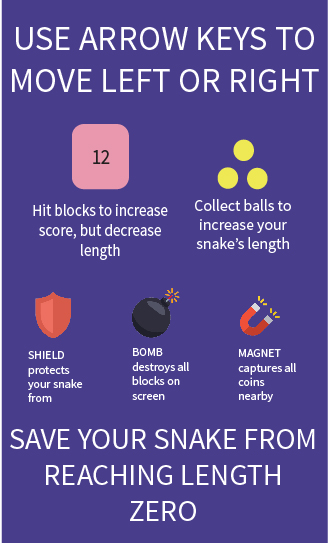 USE ARROW KEYS TO
MOVE LEFT OR RIGHT
12
Hit blocks to increase
score, but decrease
length
Collect balls to
increase your
snake's length
SHIELD
protects
your snake
from
BOMB
destroys all
blocks on
screen
MAGNET
captures all
coins
nearby
SAVE YOUR SNAKE FROM
REACHING LENGTH
ZERO